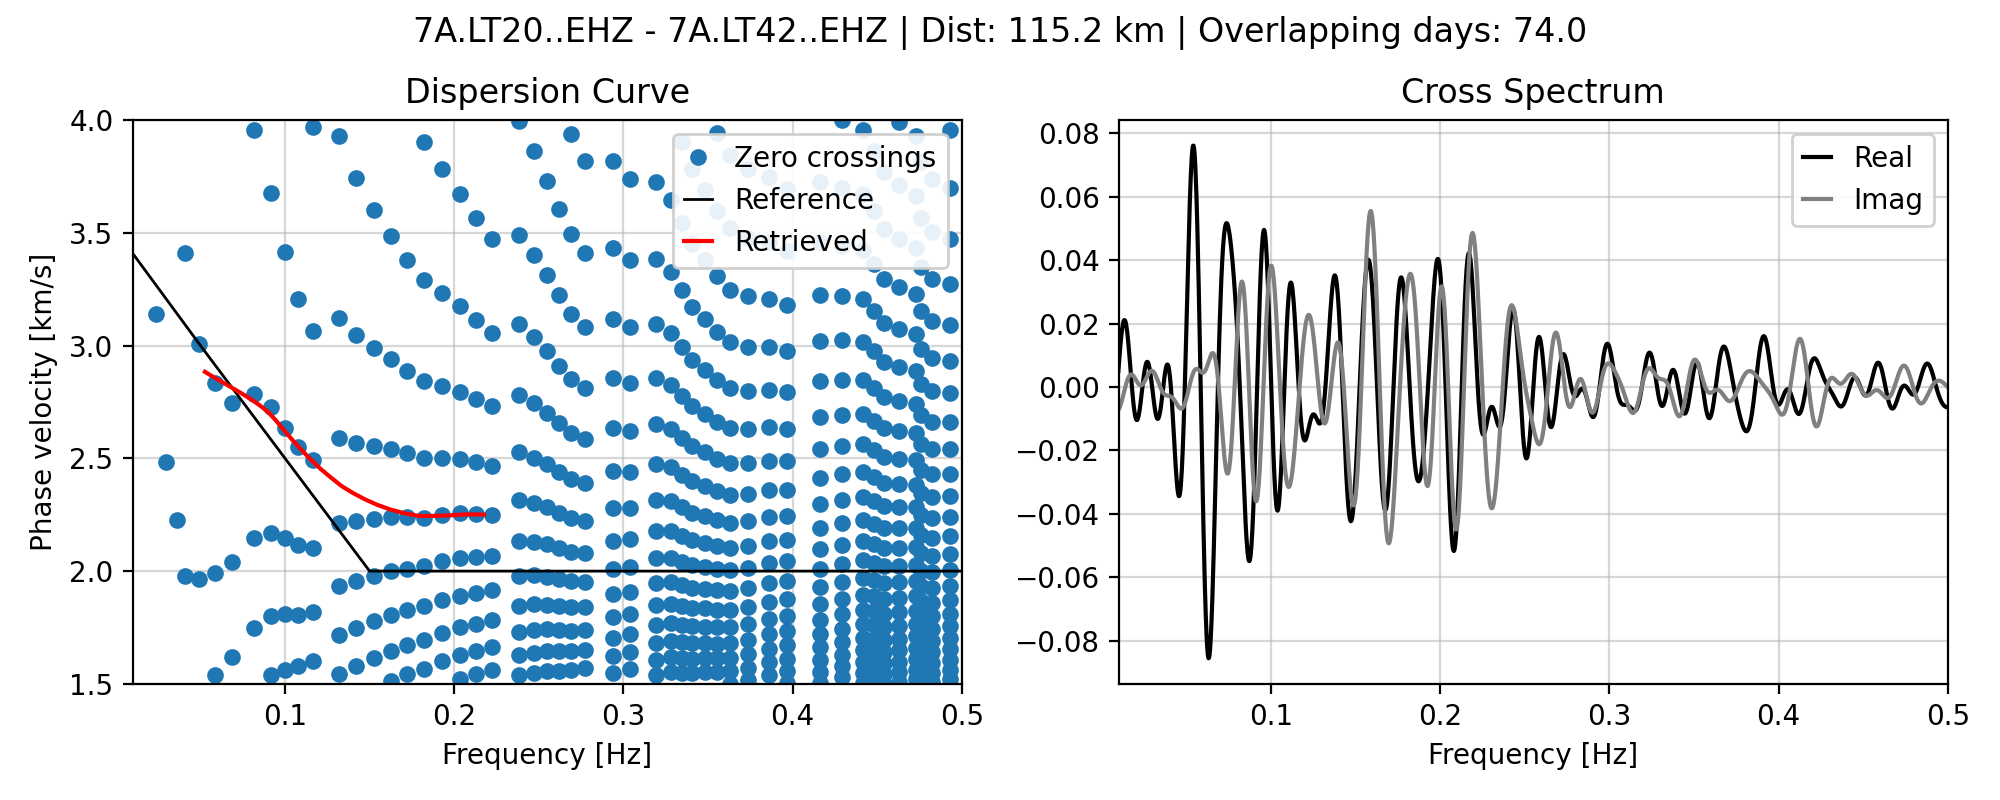 7A.LT20..EHZ - 7A.LT42..EHZ | Dist: 115.2 km | Overlapping days: 74.0
Dispersion Curve
4.0
3.5
3.0
2.5
2.0
1.5
Phase velocity [km/s]
0.1
0.2
0.3
0.4
0.5
Frequency [Hz]
Zero crossings
Reference
Retrieved
Cross Spectrum
0.08
0.06
0.04
0.02
0.00
−0.02
−0.04
−0.06
−0.08
0.1
0.2
0.3
0.4
0.5
Frequency [Hz]
Real
Imag